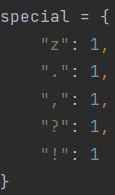 special = {
    "z": 1,
    ".": 1,
    ",": 1,
    "?": 1,
    "!": 1
}